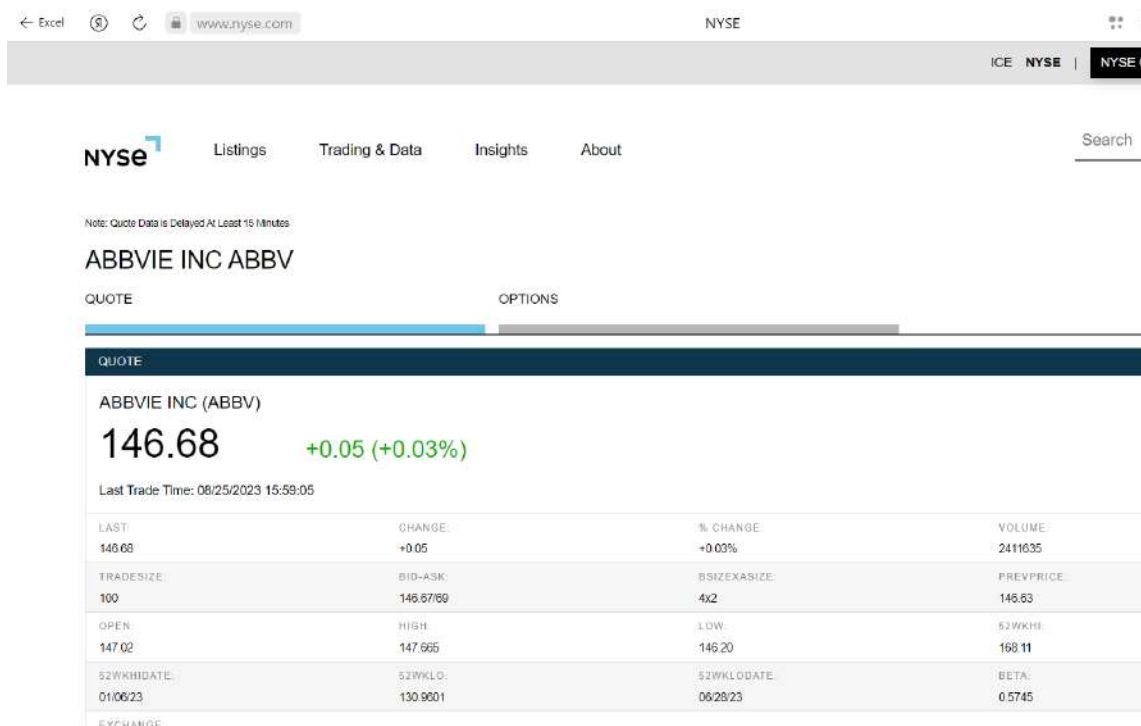 ← Excel www.nyse.com NYSE
ICE NYSE | NYSE
NYSE Listings Trading & Data Insights About Search
Note: Quote Data is Delayed At Least 15 Minutes
ABBVIE INC ABBV
QUOTE OPTIONS
QUOTE
ABBVIE INC (ABBV)
146.68 +0.05 (+0.03%)
Last Trade Time: 08/25/2023 15:59:05
LAST: CHANGE: % CHANGE: VOLUME:
146.68 +0.05 +0.03% 2411635
TRADESIZE: BID-ASK: BSIZEXASIZE: PREVPRICE:
100 146.67/69 4x2 146.63
OPEN: HIGH: LOW: 52WKHI:
147.02 147.665 146.20 168.11
52WKHIDATE: 52WKLO: 52WKLODATE: BETA:
01/06/23 130.9601 06/28/23 0.5745
EXCHANGE